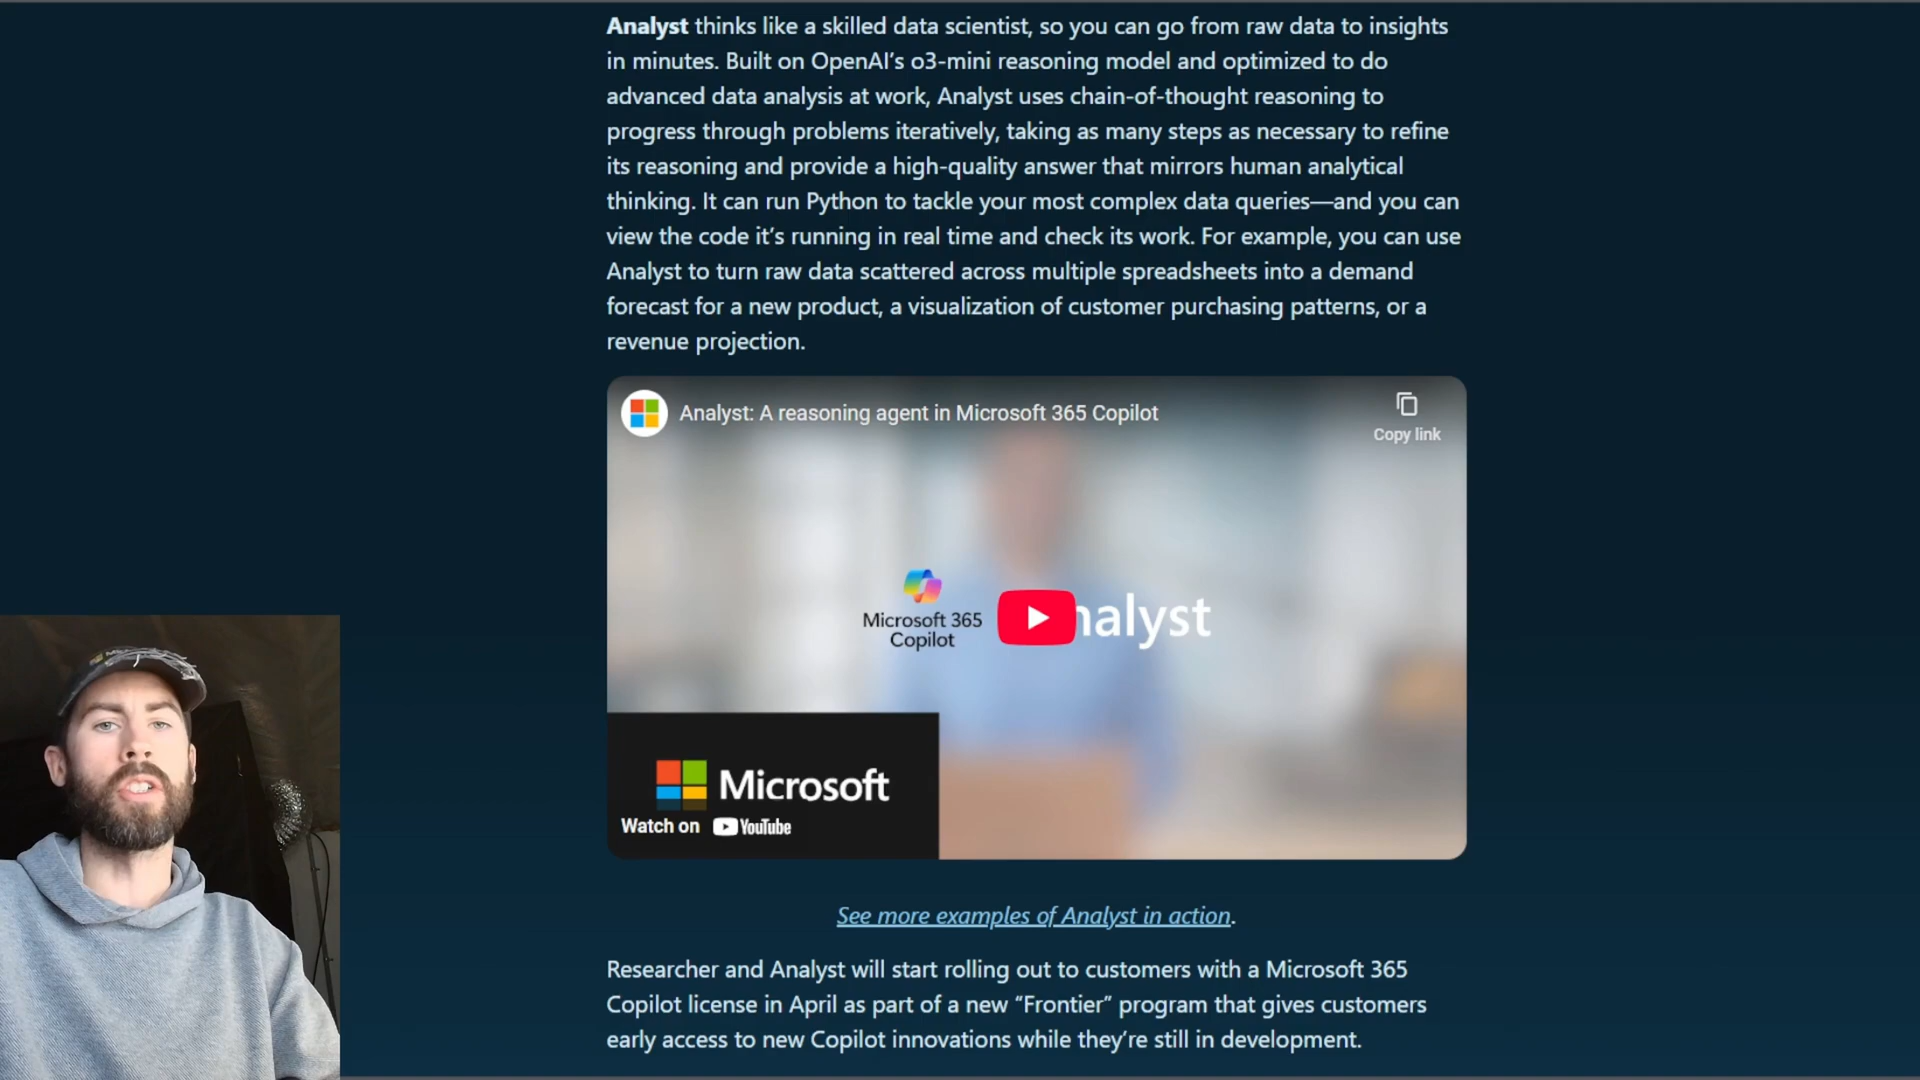 Analyst thinks like a skilled data scientist, so you can go from raw data to insights
in minutes. Built on OpenAI’s o3-mini reasoning model and optimized to do
advanced data analysis at work, Analyst uses chain-of-thought reasoning to
progress through problems iteratively, taking as many steps as necessary to refine
its reasoning and provide a high-quality answer that mirrors human analytical
thinking. It can run Python to tackle your most complex data queries—and you can
view the code it’s running in real time and check its work. For example, you can use
Analyst to turn raw data scattered across multiple spreadsheets into a demand
forecast for a new product, a visualization of customer purchasing patterns, or a
revenue projection.
Analyst: A reasoning agent in Microsoft 365 Copilot
Copy link
Microsoft 365
Copilot
nalyst
Microsoft
Watch on YouTube
See more examples of Analyst in action.
Researcher and Analyst will start rolling out to customers with a Microsoft 365
Copilot license in April as part of a new “Frontier” program that gives customers
early access to new Copilot innovations while they’re still in development.